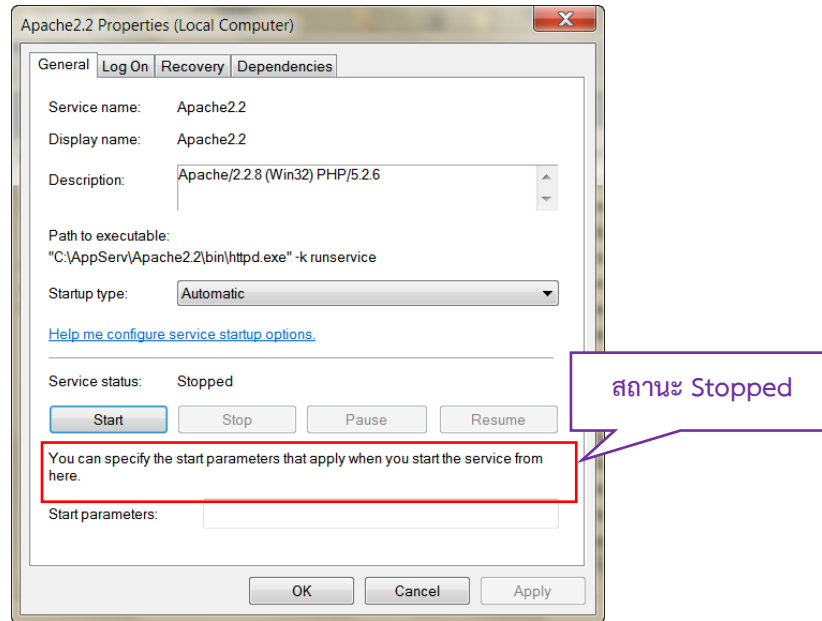 Apache2.2 Properties (Local Computer)
General Log On Recovery Dependencies
Service name: Apache2.2
Display name: Apache2.2
Description: Apache/2.2.8 (Win32) PHP/5.2.6
Path to executable:
"C:\AppServ\Apache2.2\bin\httpd.exe" -k runservice
Startup type: Automatic
Help me configure service startup options.
Service status: Stopped
สถานะ Stopped
Start Stop Pause Resume
You can specify the start parameters that apply when you start the service from
here.
Start parameters:
OK Cancel Apply